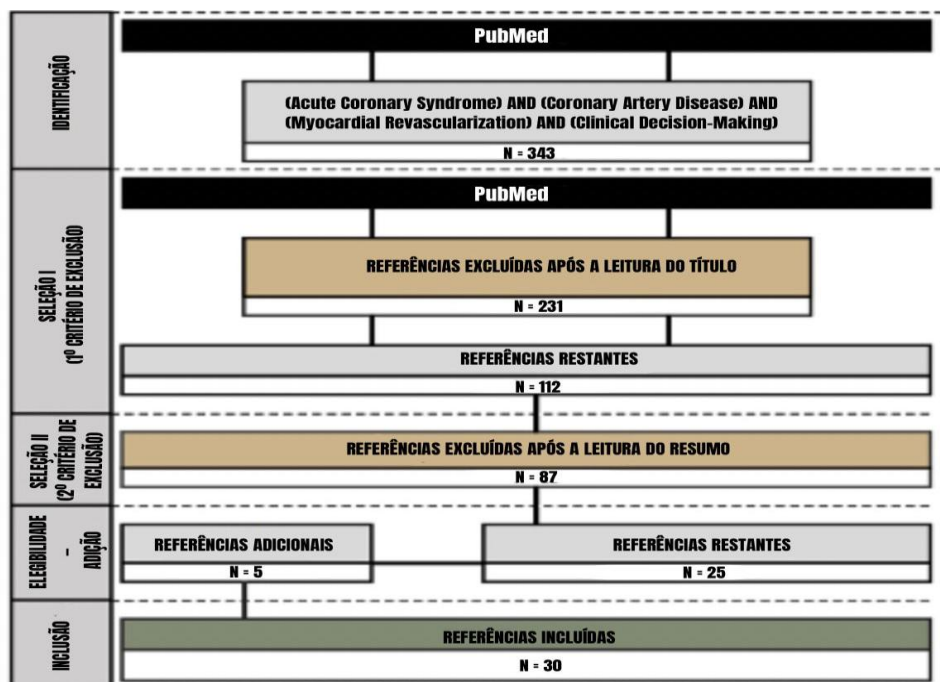 IDENTIFICAÇÃO
PubMed
(Acute Coronary Syndrome) AND (Coronary Artery Disease) AND
(Myocardial Revascularization) AND (Clinical Decision-Making)
N = 343
SELEÇÃO I
(1º CRITÉRIO DE EXCLUSÃO)
PubMed
REFERÊNCIAS EXCLUÍDAS APÓS A LEITURA DO TÍTULO
N = 231
REFERÊNCIAS RESTANTES
N = 112
SELEÇÃO II
(2º CRITÉRIO DE
EXCLUSÃO)
REFERÊNCIAS EXCLUÍDAS APÓS A LEITURA DO RESUMO
N = 87
ELEGIBILIDADE
–
ADIÇÃO
REFERÊNCIAS ADICIONAIS
N = 5
REFERÊNCIAS RESTANTES
N = 25
INCLUSÃO
REFERÊNCIAS INCLUÍDAS
N = 30